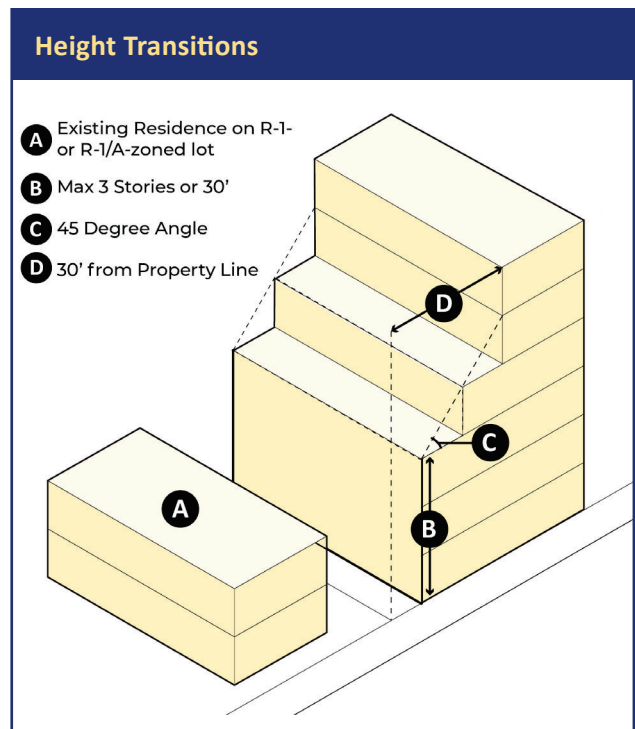 Height Transitions
A Existing Residence on R-1-
or R-1/A-zoned lot
B Max 3 Stories or 30’
C 45 Degree Angle
D 30’ from Property Line
D
C
A
B